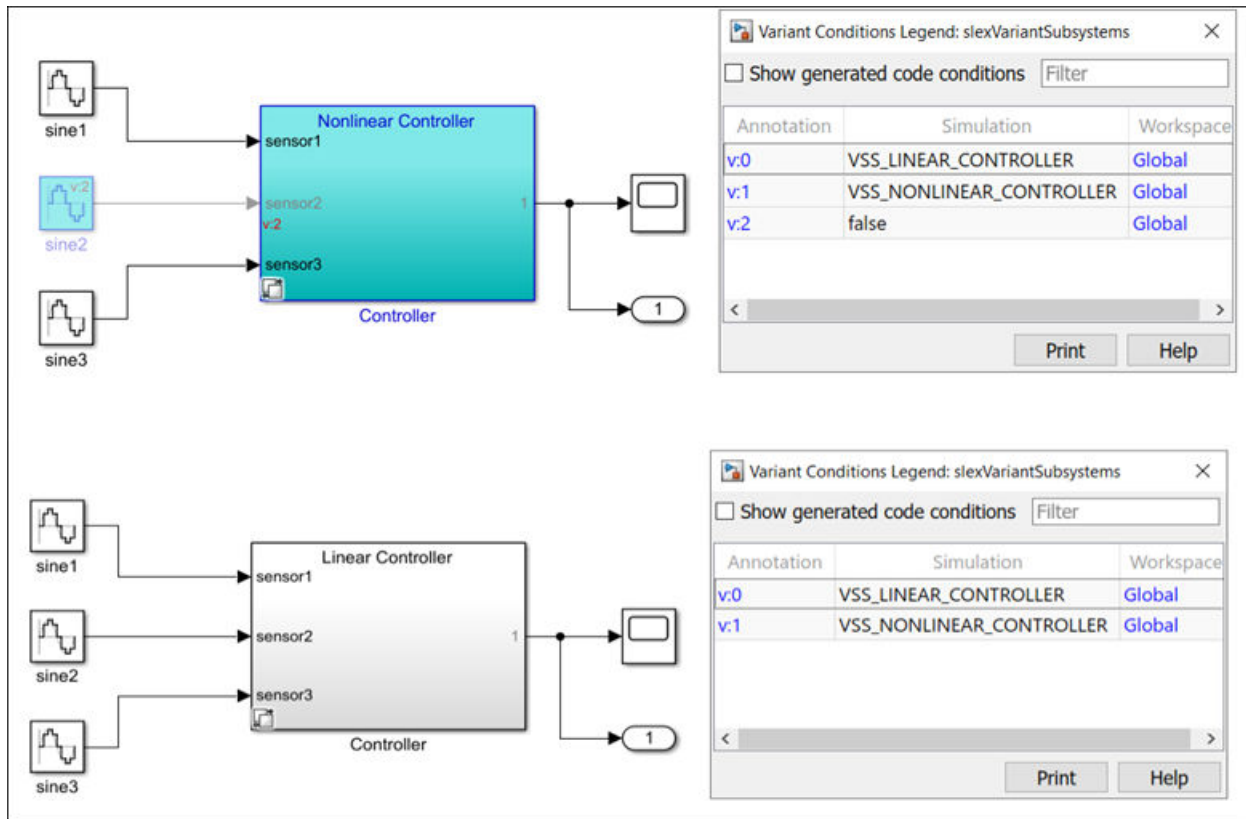 Variant Conditions Legend: slexVariantSubsystems
Show generated code conditions Filter
Annotation Simulation Workspace
v:0 VSS_LINEAR_CONTROLLER Global
v:1 VSS_NONLINEAR_CONTROLLER Global
v:2 false Global
Print Help
sine1
v:2
sine2
sine3
Nonlinear Controller
sensor1
sensor2 1
v:2
sensor3
Controller
1
Variant Conditions Legend: slexVariantSubsystems
Show generated code conditions Filter
Annotation Simulation Workspace
v:0 VSS_LINEAR_CONTROLLER Global
v:1 VSS_NONLINEAR_CONTROLLER Global
Print Help
sine1
sine2
sine3
Linear Controller
sensor1
sensor2 1
sensor3
Controller
1